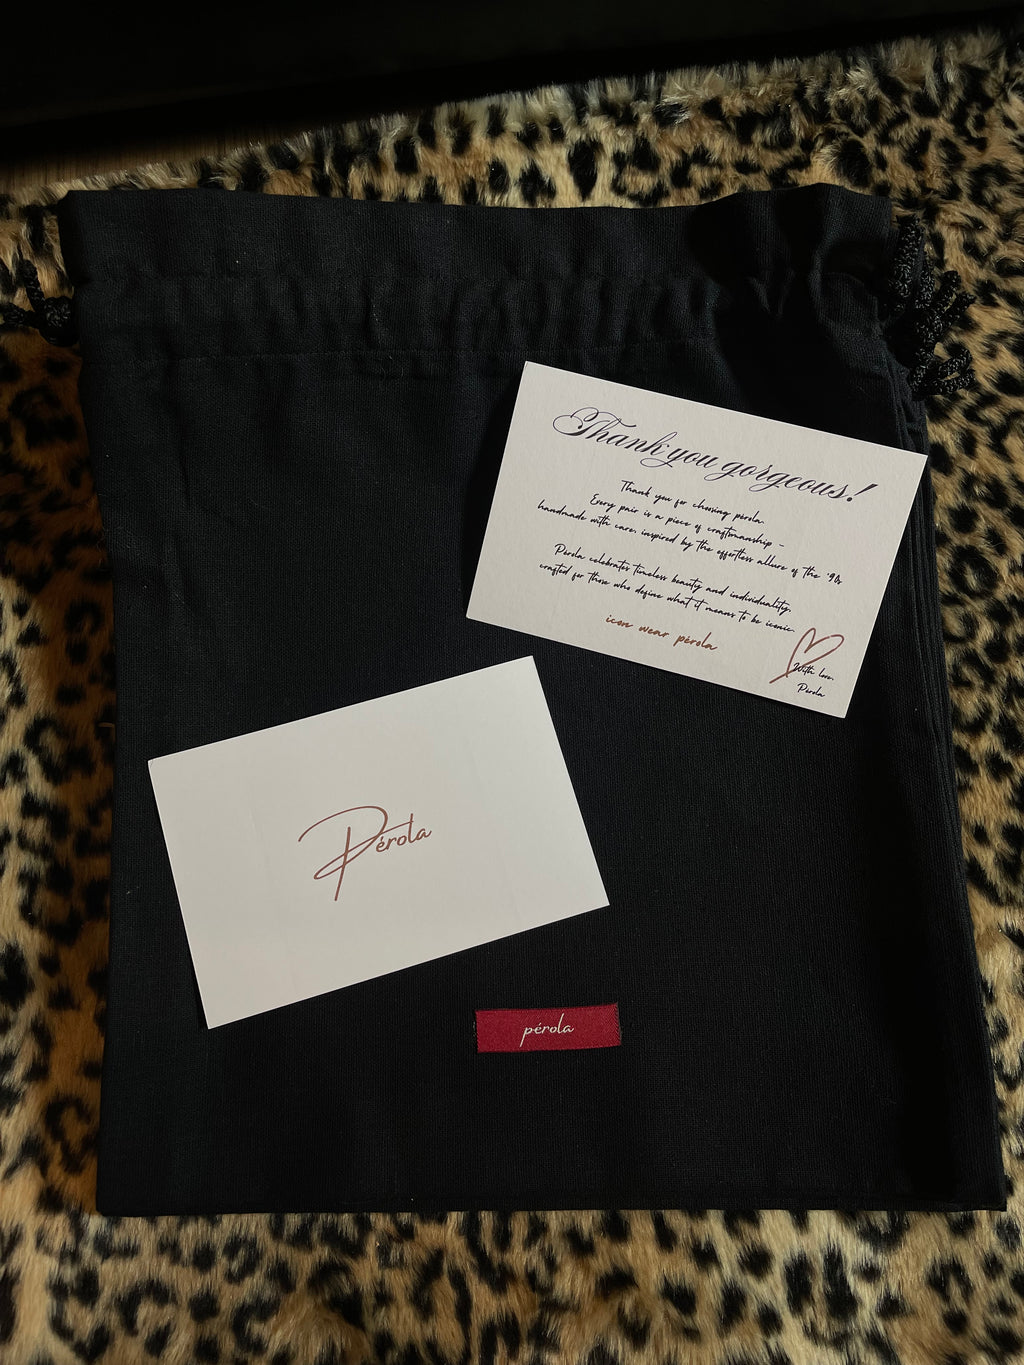 Thank you gorgeous!
Thank you for choosing pérola.
Every pair is a piece of craftmanship -
handmade with care, inspired by the effortless allure of the '90s
Pérola celebrates timeless beauty and individuality,
crafted for those who define what it means to be iconic.
icon wear pérola
With love,
Pérola
Pérola
pérola